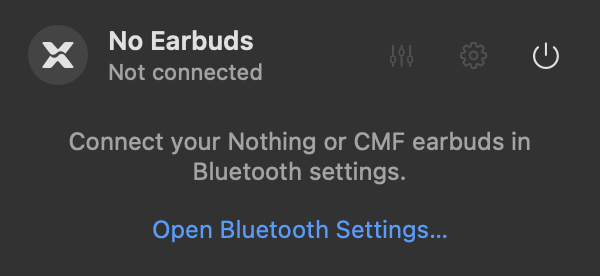 No Earbuds
Not connected
Connect your Nothing or CMF earbuds in
Bluetooth settings.
Open Bluetooth Settings...